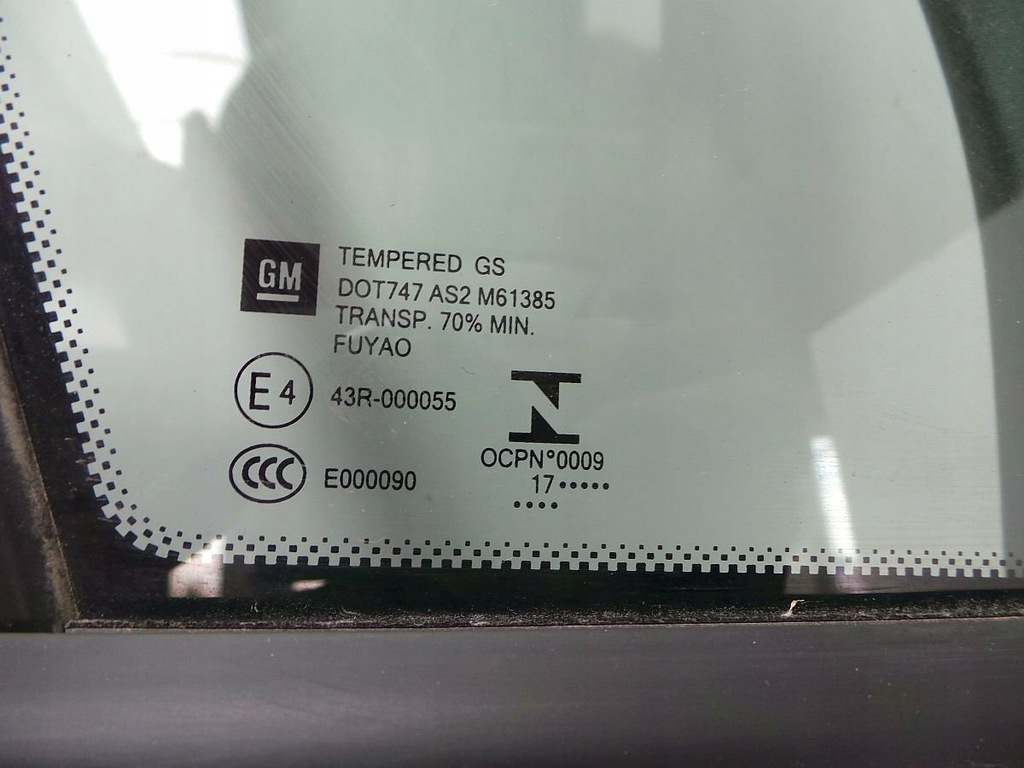 GM
TEMPERED GS
DOT747 AS2 M61385
TRANSP. 70% MIN.
FUYAO
E4
43R-000055
CCC
E000090
OCPN°0009
17 •••••
••••